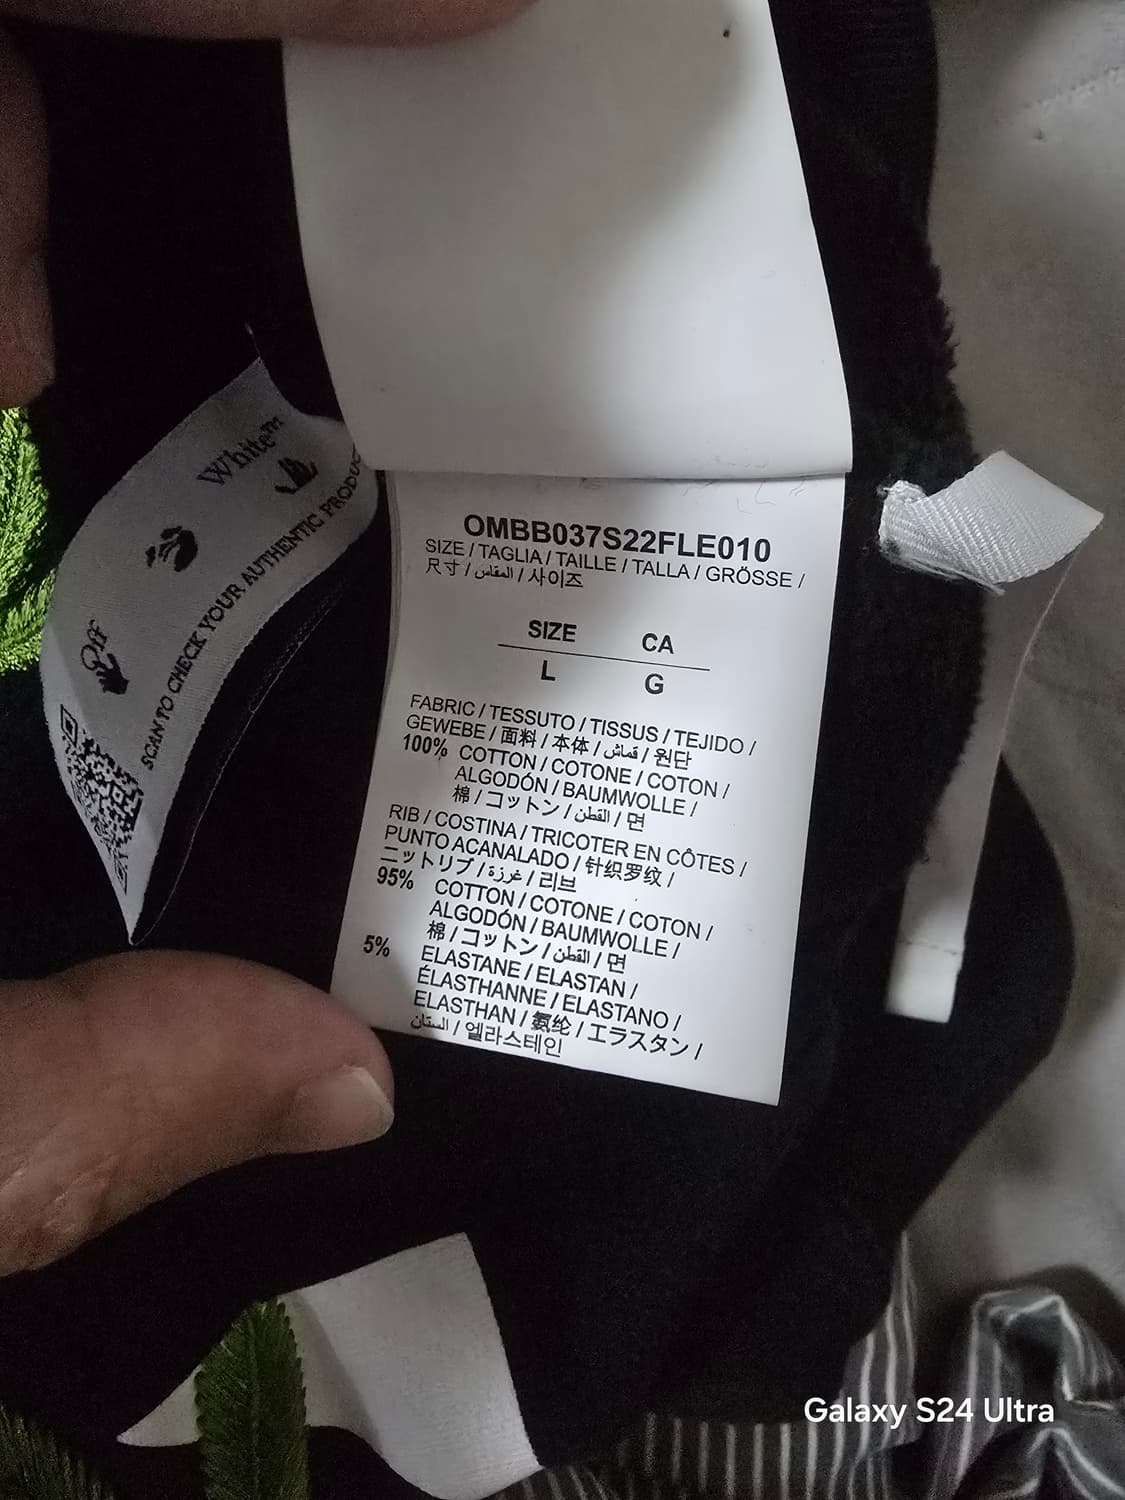 White™
Off
SCAN TO CHECK YOUR AUTHENTIC
OMBB037S22FLE010
SIZE / TAGLIA / TAILLE / TALLA / GRÖSSE /
尺寸 / المقاس / 사이즈
SIZE CA
L G
FABRIC / TESSUTO / TISSUS / TEJIDO /
GEWEBE / 面料 / 本体 / قماش / 원단
100% COTTON / COTONE / COTON /
ALGODÓN / BAUMWOLLE /
棉 / コットン / القطن / 면
RIB / COSTINA / TRICOTER EN CÔTES /
PUNTO ACANALADO / 针织罗纹 /
ニットリブ / غرزة / 리브
95% COTTON / COTONE / COTON /
ALGODÓN / BAUMWOLLE /
棉 / コットン / القطن / 면
5% ELASTANE / ELASTAN /
ÉLASTHANNE / ELASTANO /
ELASTHAN / 氨纶 / エラスタン /
الستان / 엘라스테인
Galaxy S24 Ultra